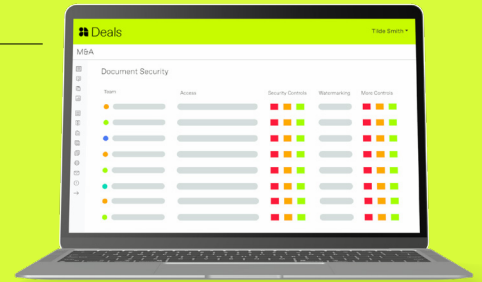 Deals
Tilde Smith
M&A
Document Security
Team Access Security Controls Watermarking More Controls